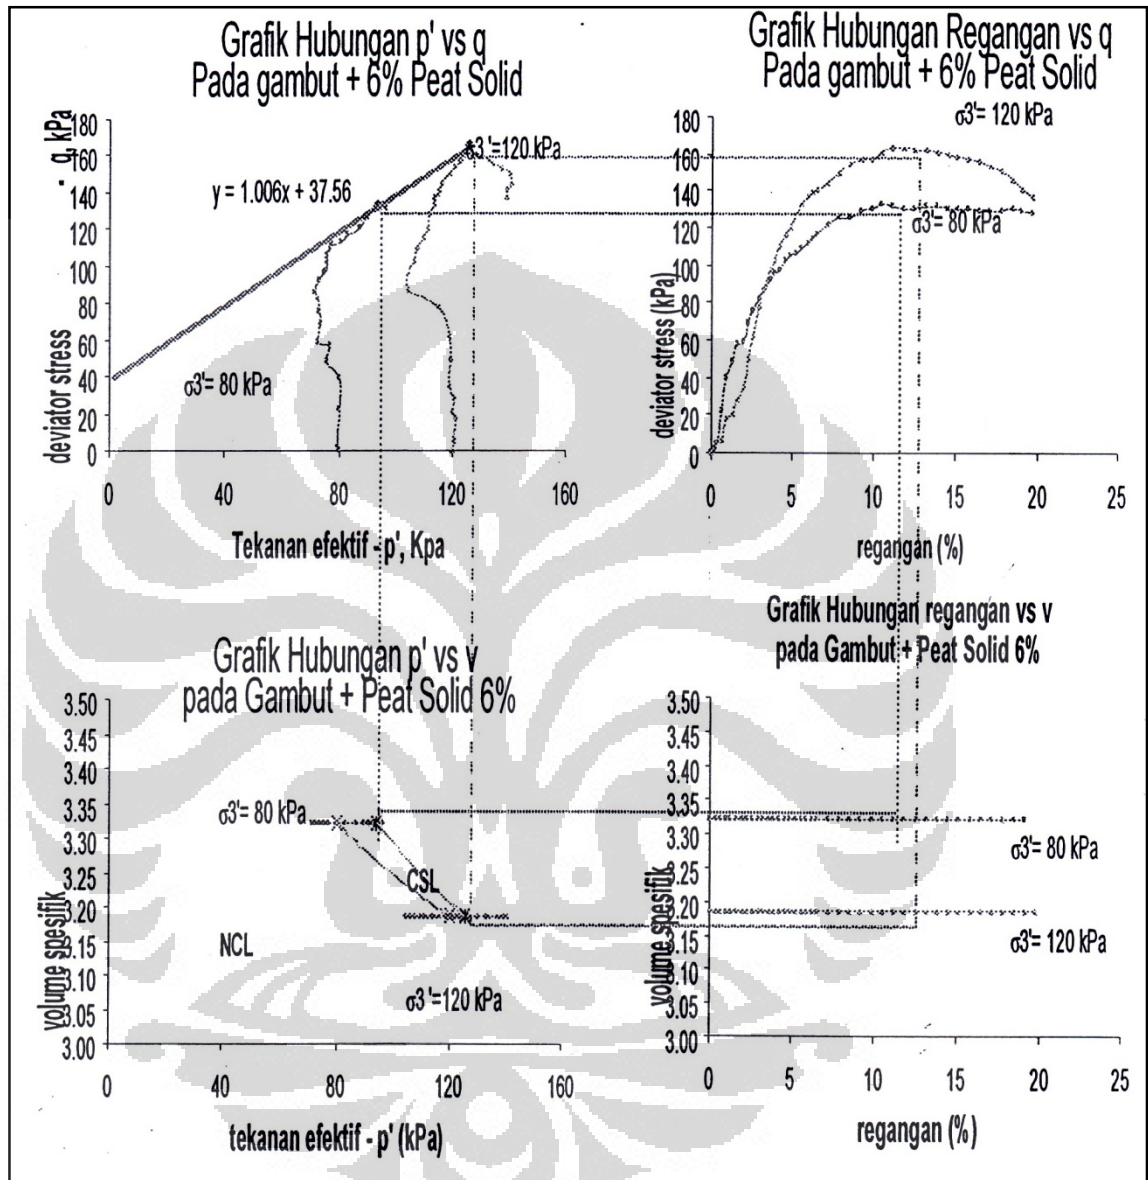 Grafik Hubungan p' vs q
Pada gambut + 6% Peat Solid
180
160
140
120
100
80
60
40
20
0
deviator stress - q, kPa
σ3'=120 kPa
y = 1.006x + 37.56
σ3'= 80 kPa
0 40 80 120 160
Tekanan efektif - p', Kpa
Grafik Hubungan Regangan vs q
Pada gambut + 6% Peat Solid
σ3'= 120 kPa
180
160
140
120
100
80
60
40
20
0
deviator stress (kPa)
σ3'= 80 kPa
0 5 10 15 20 25
regangan (%)
Grafik Hubungan p' vs v
pada Gambut + Peat Solid 6%
3.50
3.45
3.40
3.35
3.30
3.25
3.20
3.15
3.10
3.05
3.00
volume spesifik
σ3'= 80 kPa
CSL
NCL
σ3'=120 kPa
0 40 80 120 160
tekanan efektif - p' (kPa)
Grafik Hubungan regangan vs v
pada Gambut + Peat Solid 6%
3.50
3.45
3.40
3.35
3.30
3.25
3.20
3.15
3.10
3.05
3.00
volume spesifik
σ3'= 80 kPa
σ3'= 120 kPa
0 5 10 15 20 25
regangan (%)